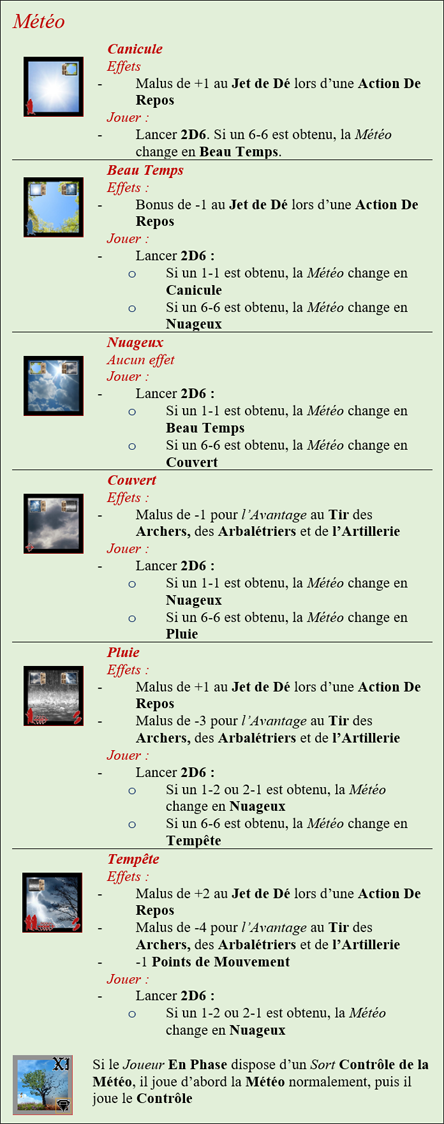 Météo
Canicule
Effets
- Malus de +1 au Jet de Dé lors d’une Action De
Repos
Jouer :
- Lancer 2D6. Si un 6-6 est obtenu, la Météo
change en Beau Temps.
Beau Temps
Effets :
- Bonus de -1 au Jet de Dé lors d’une Action De
Repos
Jouer :
- Lancer 2D6 :
o Si un 1-1 est obtenu, la Météo change en
Canicule
o Si un 6-6 est obtenu, la Météo change en
Nuageux
Nuageux
Aucun effet
Jouer :
- Lancer 2D6 :
o Si un 1-1 est obtenu, la Météo change en
Beau Temps
o Si un 6-6 est obtenu, la Météo change en
Couvert
Couvert
Effets :
- Malus de -1 pour l’Avantage au Tir des
Archers, des Arbalétriers et de l’Artillerie
Jouer :
- Lancer 2D6 :
o Si un 1-1 est obtenu, la Météo change en
Nuageux
o Si un 6-6 est obtenu, la Météo change en
Pluie
Pluie
Effets :
- Malus de +1 au Jet de Dé lors d’une Action De
Repos
- Malus de -3 pour l’Avantage au Tir des
Archers, des Arbalétriers et de l’Artillerie
Jouer :
- Lancer 2D6 :
o Si un 1-2 ou 2-1 est obtenu, la Météo
change en Nuageux
o Si un 6-6 est obtenu, la Météo change en
Tempête
Tempête
Effets :
- Malus de +2 au Jet de Dé lors d’une Action De
Repos
- Malus de -4 pour l’Avantage au Tir des
Archers, des Arbalétriers et de l’Artillerie
- -1 Points de Mouvement
Jouer :
- Lancer 2D6 :
o Si un 1-2 ou 2-1 est obtenu, la Météo
change en Nuageux
XI
Si le Joueur En Phase dispose d’un Sort Contrôle de la
Météo, il joue d’abord la Météo normalement, puis il
joue le Contrôle